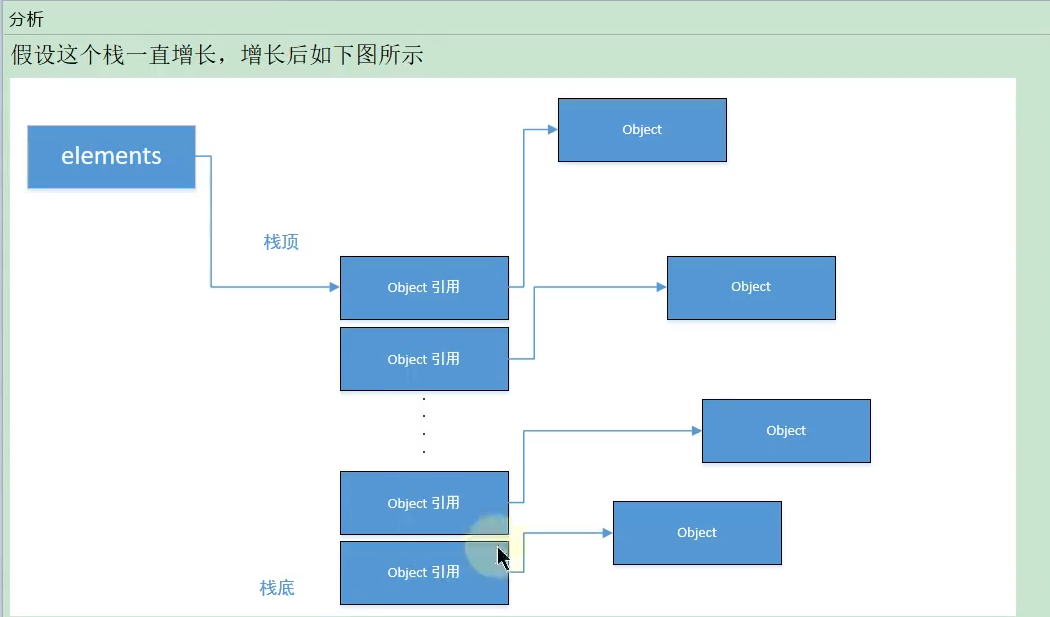 分析
假设这个栈一直增长，增长后如下图所示
Object
elements
栈顶
Object 引用
Object
Object 引用
Object
Object 引用
Object
Object 引用
栈底